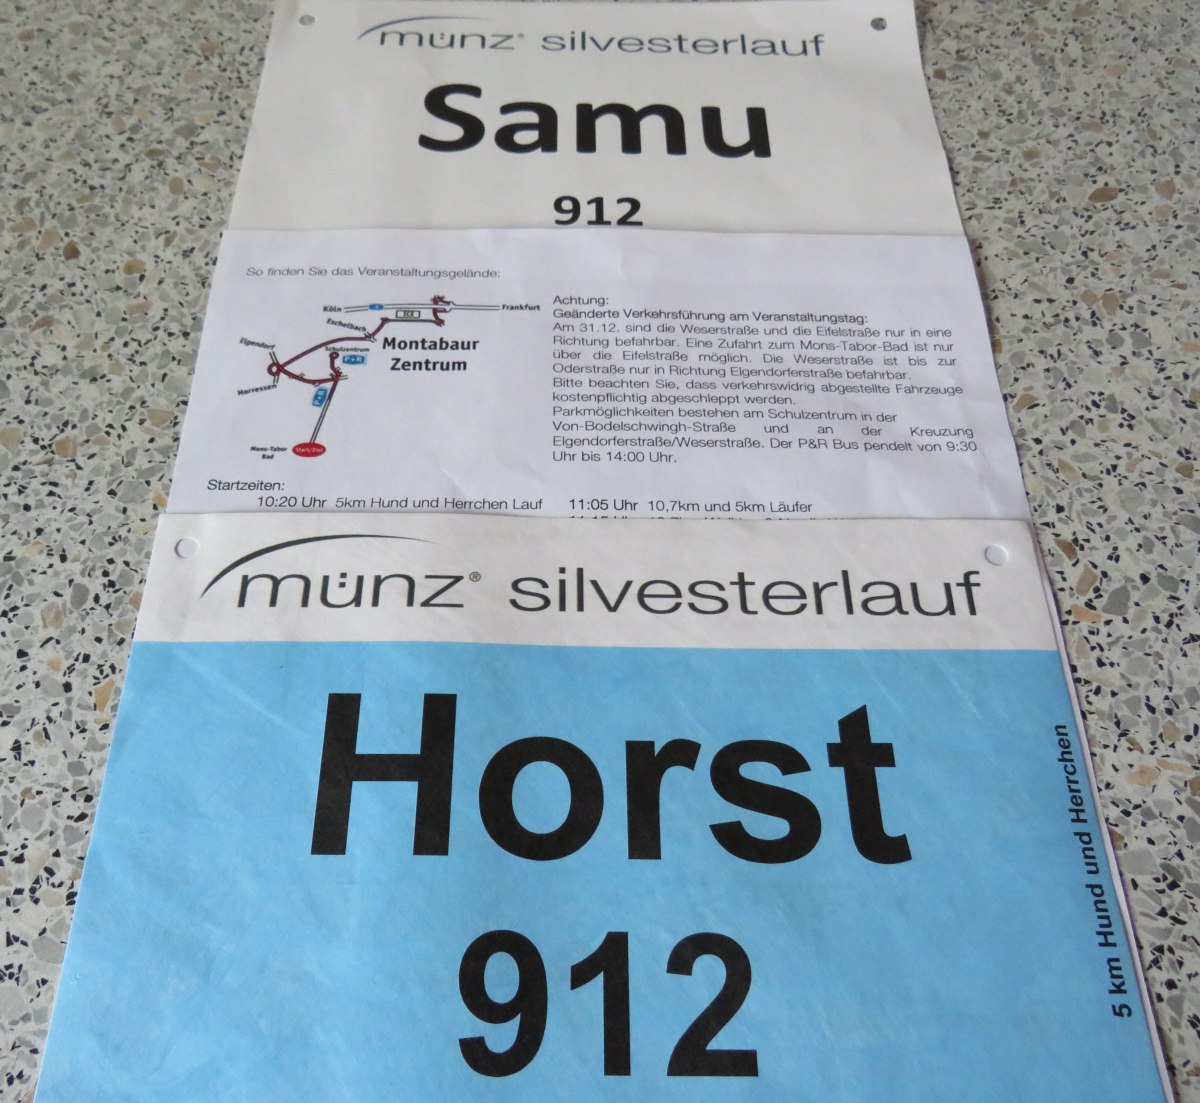 münz® silvesterlauf
Samu
912
So finden Sie das Veranstaltungsgelände:
Köln
3
Frankfurt
ICE
Eschelbach
Elgendorf
Montabaur
Zentrum
Schulzentrum
P+R
Horressen
P+R
Mons-Tabor
Bad
Start/Ziel
Achtung:
Geänderte Verkehrsführung am Veranstaltungstag:
Am 31.12. sind die Weserstraße und die Eifelstraße nur in eine
Richtung befahrbar. Eine Zufahrt zum Mons-Tabor-Bad ist nur
über die Eifelstraße möglich. Die Weserstraße ist bis zur
Oderstraße nur in Richtung Elgendorferstraße befahrbar.
Bitte beachten Sie, dass verkehrswidrig abgestellte Fahrzeuge
kostenpflichtig abgeschleppt werden.
Parkmöglichkeiten bestehen am Schulzentrum in der
Von-Bodelschwingh-Straße und an der Kreuzung
Elgendorferstraße/Weserstraße. Der P&R Bus pendelt von 9:30
Uhr bis 14:00 Uhr.
Startzeiten:
10:20 Uhr 5km Hund und Herrchen Lauf
11:05 Uhr 10,7km und 5km Läufer
münz® silvesterlauf
Horst
912
5 km Hund und Herrchen